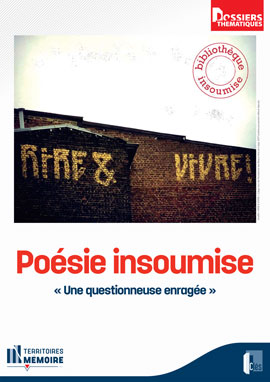 DOSSIERS
THÉMATIQUES
bibliothèque
insoumise
RIRE & VIVRE!
Poésie insoumise
« Une questionneuse enragée »
TERRITOIRES
MÉMOIRE